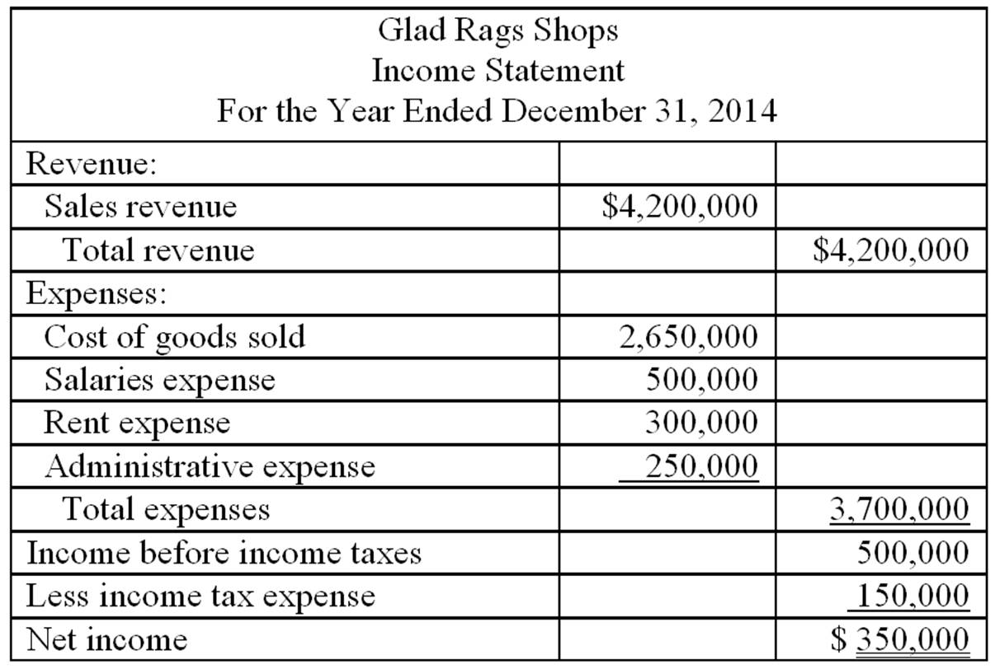 Glad Rags Shops
Income Statement
For the Year Ended December 31, 2014
Revenue:
Sales revenue $4,200,000
Total revenue $4,200,000
Expenses:
Cost of goods sold 2,650,000
Salaries expense 500,000
Rent expense 300,000
Administrative expense 250,000
Total expenses 3,700,000
Income before income taxes 500,000
Less income tax expense 150,000
Net income $ 350,000